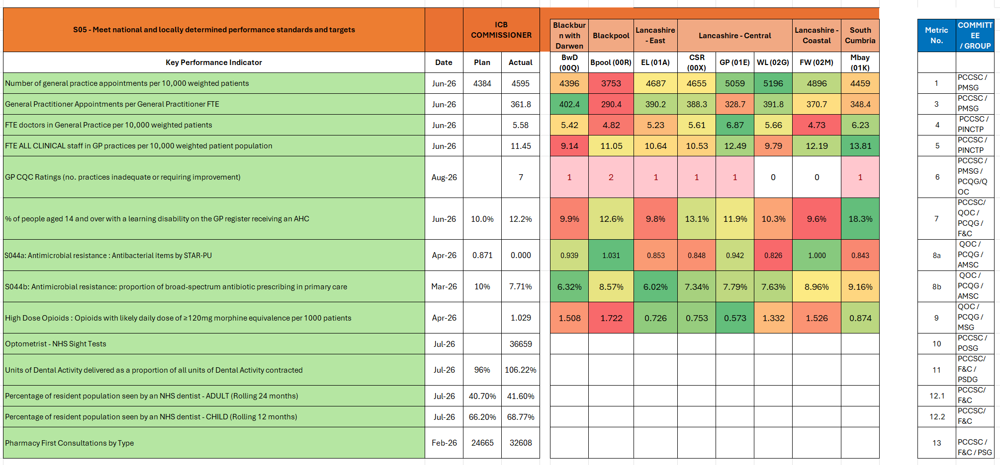 S05 - Meet national and locally determined performance standards and targets
ICB
COMMISSIONER
Blackbur
n with
Darwen
Blackpool
Lancashire
- East
Lancashire - Central
Lancashire -
Coastal
South
Cumbria
Metric
No.
COMMITT
EE
/ GROUP
Key Performance Indicator
Date
Plan
Actual
BwD
(00Q)
Bpool (00R)
EL (01A)
CSR
(00X)
GP (01E)
WL (02G)
FW (02M)
Mbay
(01K)
Number of general practice appointments per 10,000 weighted patients
Jun-26
4384
4595
4396
3753
4687
4655
5059
5196
4896
4459
1
PCCSC /
PMSG
General Practitioner Appointments per General Practitioner FTE
Jun-26
361.8
402.4
290.4
390.2
388.3
328.7
391.8
370.7
348.4
3
PCCSC /
PMSG
FTE doctors in General Practice per 10,000 weighted patients
Jun-26
5.58
5.42
4.82
5.23
5.61
6.87
5.66
4.73
6.23
4
PCCSC /
PINCTP
FTE ALL CLINICAL staff in GP practices per 10,000 weighted patient population
Jun-26
11.45
9.14
11.05
10.64
10.53
12.49
9.79
12.19
13.81
5
PCCSC /
PINCTP
GP CQC Ratings (no. practices inadequate or requiring improvement)
Aug-26
7
1
2
1
1
1
0
0
1
6
PCCSC /
PMSG /
PCQG/Q
OC
% of people aged 14 and over with a learning disability on the GP register receiving an AHC
Jun-26
10.0%
12.2%
9.9%
12.6%
9.8%
13.1%
11.9%
10.3%
9.6%
18.3%
7
PCCSC/
QOC /
PCQG /
F&C
S044a: Antimicrobial resistance : Antibacterial items by STAR-PU
Apr-26
0.871
0.000
0.939
1.031
0.853
0.848
0.942
0.826
1.000
0.843
8a
QOC /
PCQG /
AMSC
S044b: Antimicrobial resistance: proportion of broad-spectrum antibiotic prescribing in primary care
Mar-26
10%
7.71%
6.32%
8.57%
6.02%
7.34%
7.79%
7.63%
8.96%
9.16%
8b
QOC /
PCQG /
AMSC
High Dose Opioids : Opioids with likely daily dose of ≥120mg morphine equivalence per 1000 patients
Apr-26
1.029
1.508
1.722
0.726
0.753
0.573
1.332
1.526
0.874
9
QOC /
PCQG /
MSG
Optometrist - NHS Sight Tests
Jul-26
36659
10
PCCSC /
POSG
Units of Dental Activity delivered as a proportion of all units of Dental Activity contracted
Jul-26
96%
106.22%
11
PCCSC/
F&C /
PSDG
Percentage of resident population seen by an NHS dentist - ADULT (Rolling 24 months)
Jul-26
40.70%
41.60%
12.1
PCCSC/
F&C
Percentage of resident population seen by an NHS dentist - CHILD (Rolling 12 months)
Jul-26
66.20%
68.77%
12.2
PCCSC/
F&C
Pharmacy First Consultations by Type
Feb-26
24665
32608
13
PCCSC /
F&C / PSG